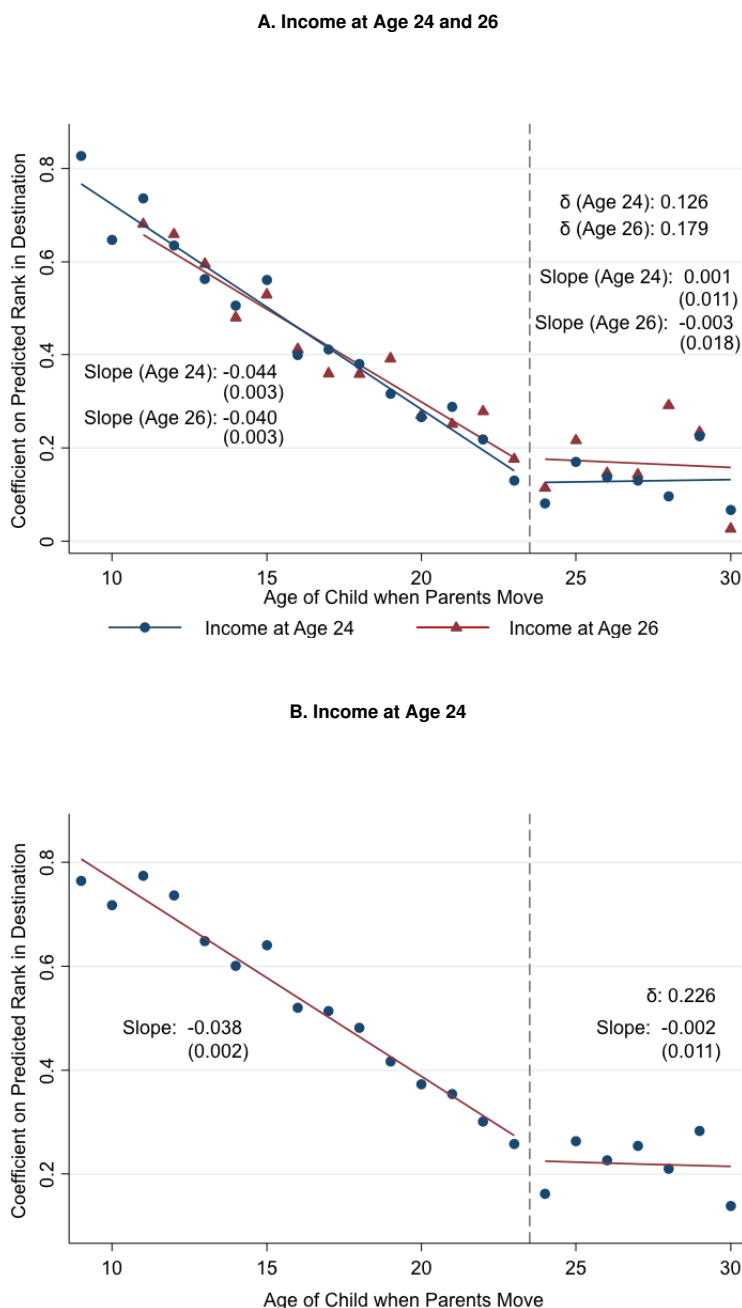 A. Income at Age 24 and 26
Coefficient on Predicted Rank in Destination
0.8
0.6
0.4
0.2
0
δ (Age 24): 0.126
δ (Age 26): 0.179
Slope (Age 24): 0.001
(0.011)
Slope (Age 26): -0.003
(0.018)
Slope (Age 24): -0.044
(0.003)
Slope (Age 26): -0.040
(0.003)
10 15 20 25 30
Age of Child when Parents Move
Income at Age 24 Income at Age 26
B. Income at Age 24
Coefficient on Predicted Rank in Destination
0.8
0.6
0.4
0.2
δ: 0.226
Slope: -0.038
(0.002)
Slope: -0.002
(0.011)
10 15 20 25 30
Age of Child when Parents Move